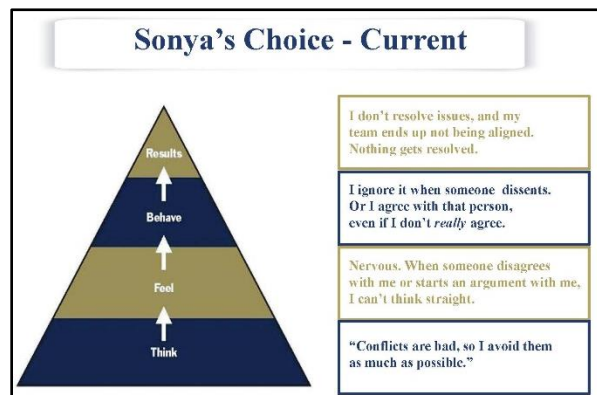 Sonya's Choice - Current
Results
Behave
Feel
Think
I don't resolve issues, and my
team ends up not being aligned.
Nothing gets resolved.
I ignore it when someone dissents.
Or I agree with that person,
even if I don't really agree.
Nervous. When someone disagrees
with me or starts an argument with me,
I can't think straight.
“Conflicts are bad, so I avoid them
as much as possible.”